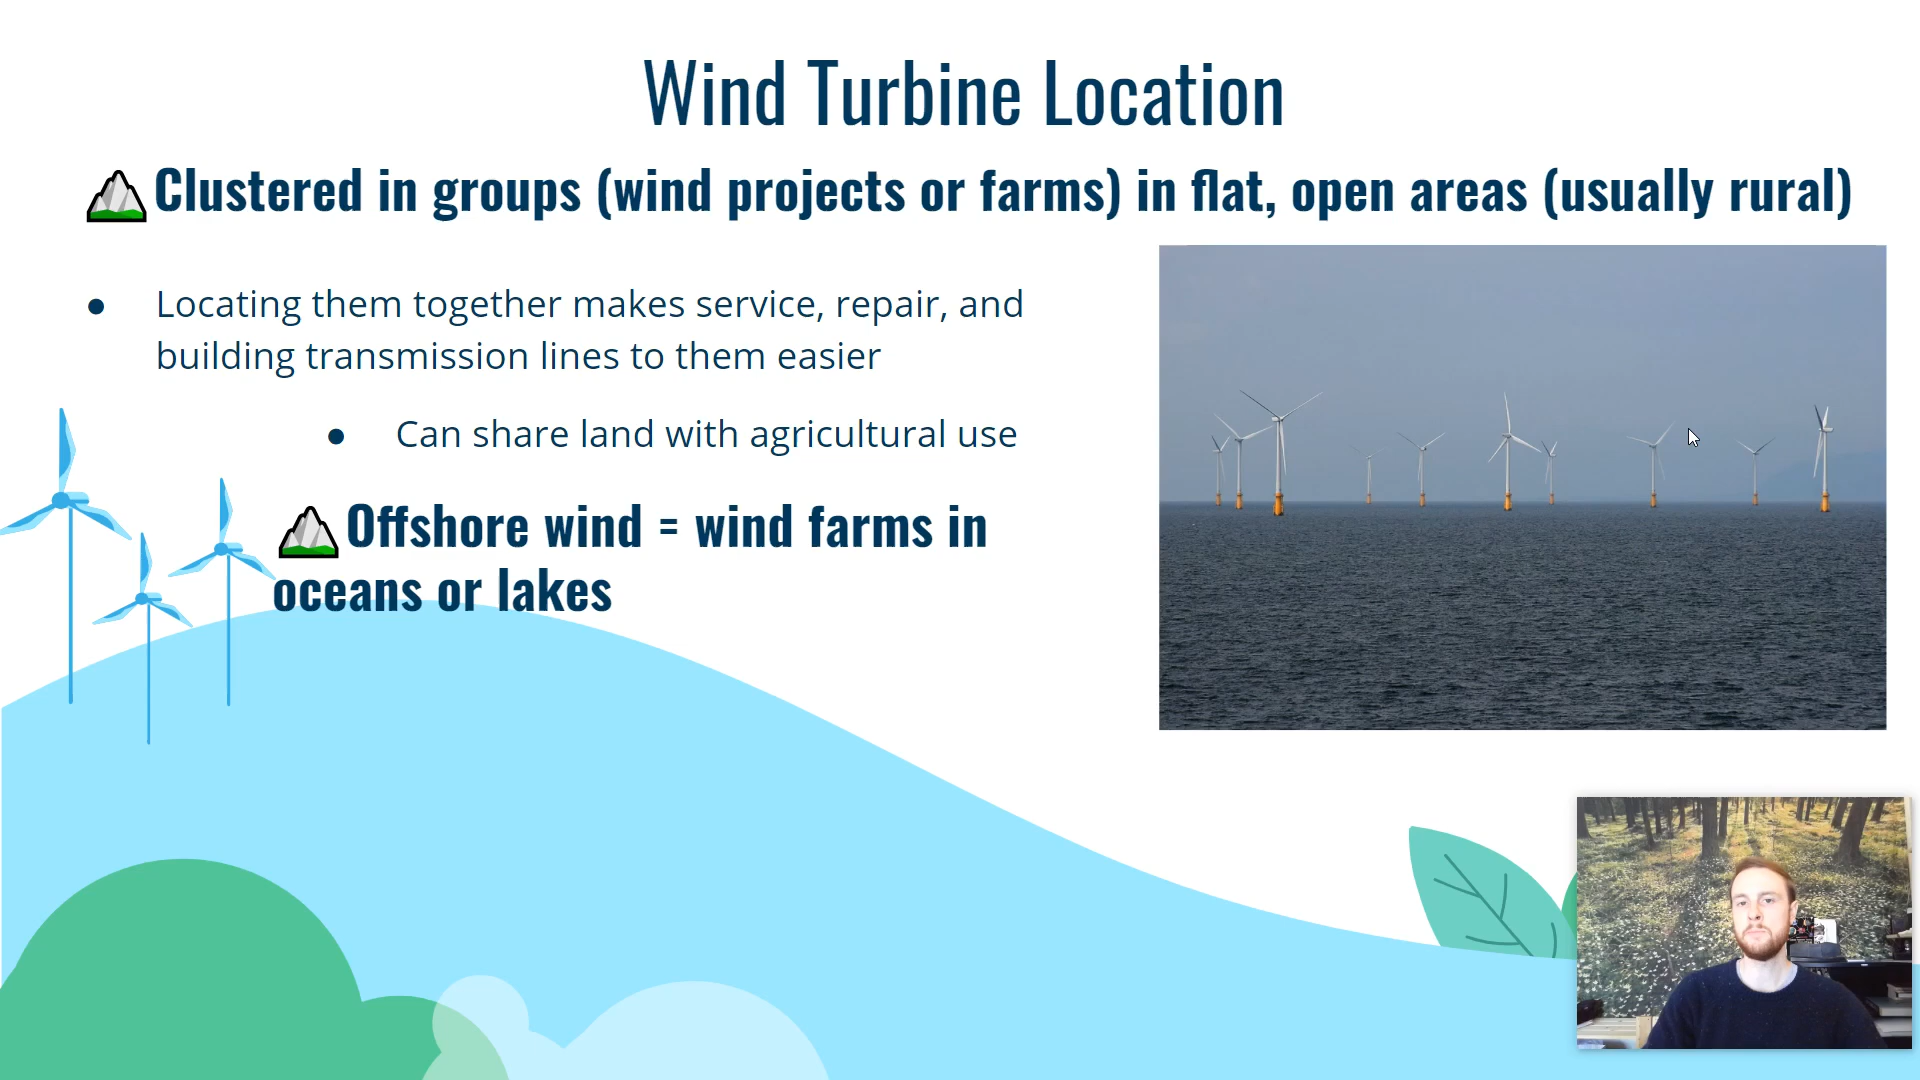 Wind Turbine Location
Clustered in groups (wind projects or farms) in flat, open areas (usually rural)
● Locating them together makes service, repair, and
building transmission lines to them easier
● Can share land with agricultural use
Offshore wind = wind farms in
oceans or lakes